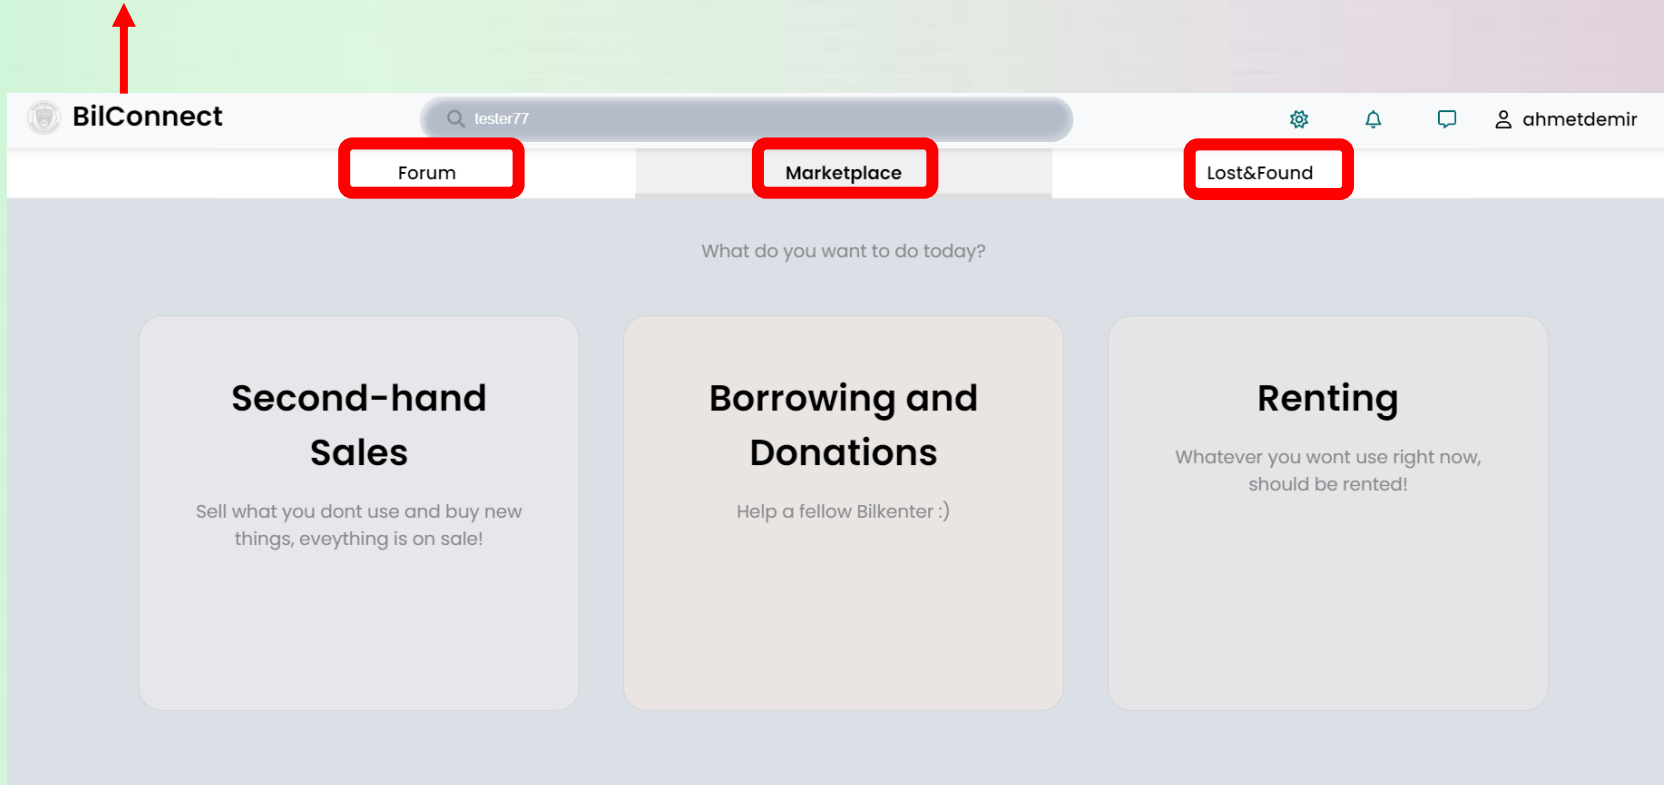 BilConnect
tester77
ahmetdemir
Forum
Marketplace
Lost&Found
What do you want to do today?
Second-hand
Sales
Sell what you dont use and buy new
things, eveything is on sale!
Borrowing and
Donations
Help a fellow Bilkenter :)
Renting
Whatever you wont use right now,
should be rented!